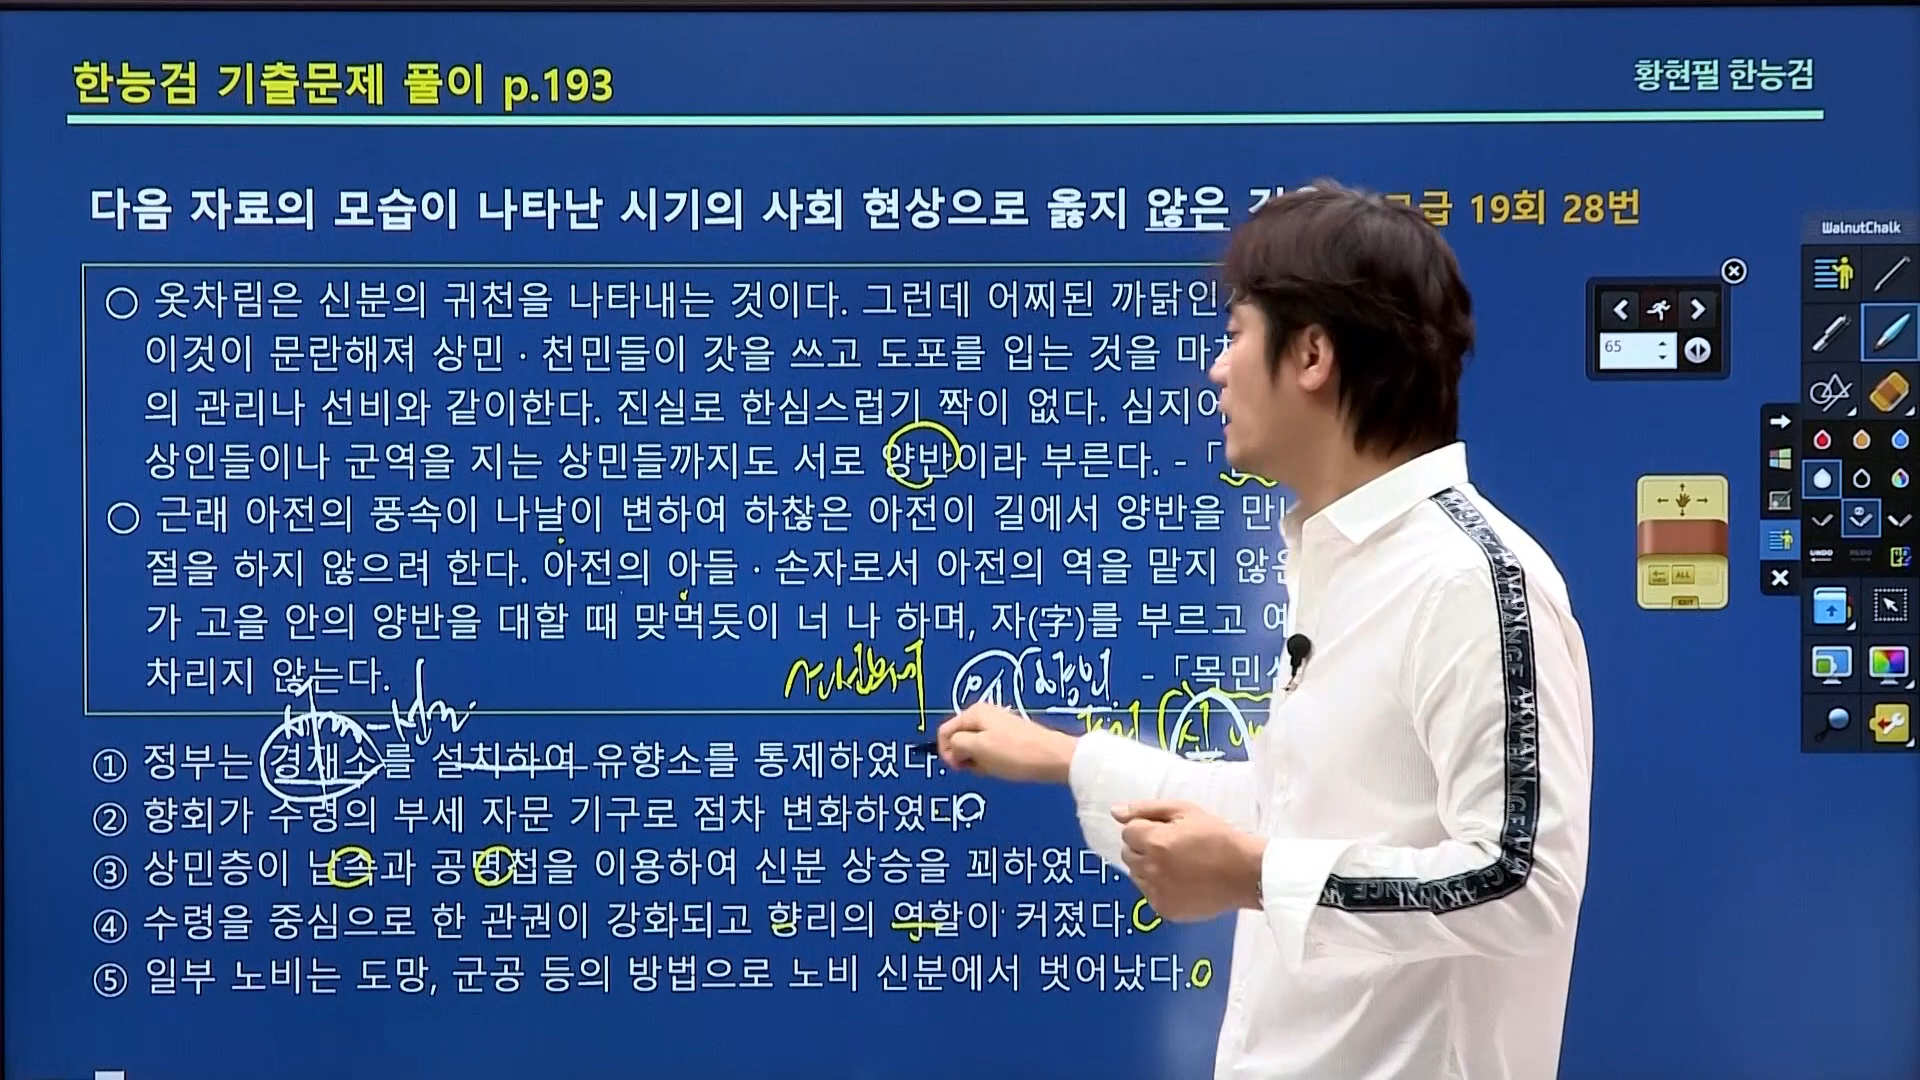 한능검 기출문제 풀이 p.193
황현필 한능검
다음 자료의 모습이 나타난 시기의 사회 현상으로 옳지 않은
고급 19회 28번
○ 옷차림은 신분의 귀천을 나타내는 것이다. 그런데 어찌된 까닭인
이것이 문란해져 상민 · 천민들이 갓을 쓰고 도포를 입는 것을
의 관리나 선비와 같이한다. 진실로 한심스럽기 짝이 없다. 심지어
상인들이나 군역을 지는 상민들까지도 서로 양반이라 부른다. - 「
○ 근래 아전의 풍속이 나날이 변하여 하찮은 아전이 길에서 양반을
절을 하지 않으려 한다. 아전의 아들 · 손자로서 아전의 역을 맡지
가 고을 안의 양반을 대할 때 맞먹듯이 너 나 하며, 자(字)를 부르고
차리지 않는다. - 「목민
① 정부는 경재소를 설치하여 유향소를 통제하였다.
② 향회가 수령의 부세 자문 기구로 점차 변화하였다.
③ 상민층이 납속과 공명첩을 이용하여 신분 상승을 꾀하였다.
④ 수령을 중심으로 한 관권이 강화되고 향리의 역할이 커졌다.
⑤ 일부 노비는 도망, 군공 등의 방법으로 노비 신분에서 벗어났다.
WalnutChalk
65
UNDO
REDO
ALL
EXIT